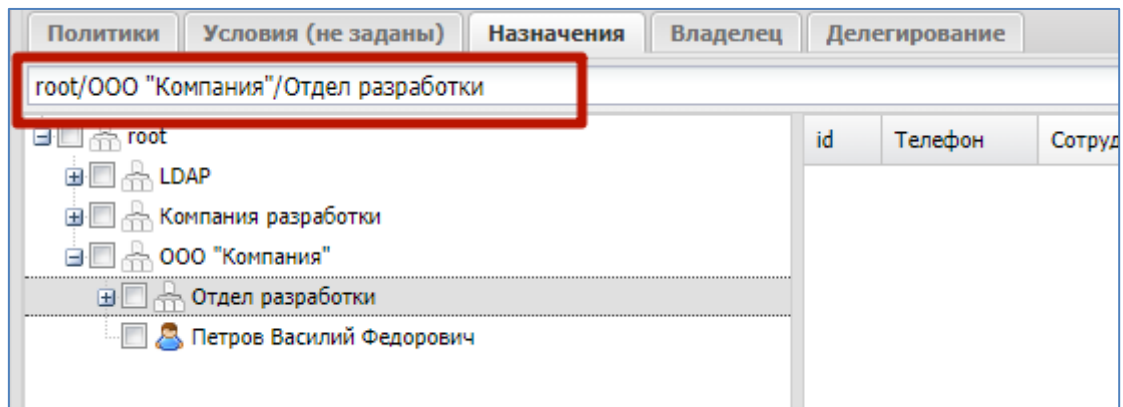 Политики Условия (не заданы) Назначения Владелец Делегирование
root/ООО "Компания"/Отдел разработки
root
id Телефон Сотруд
LDAP
Компания разработки
ООО "Компания"
Отдел разработки
Петров Василий Федорович